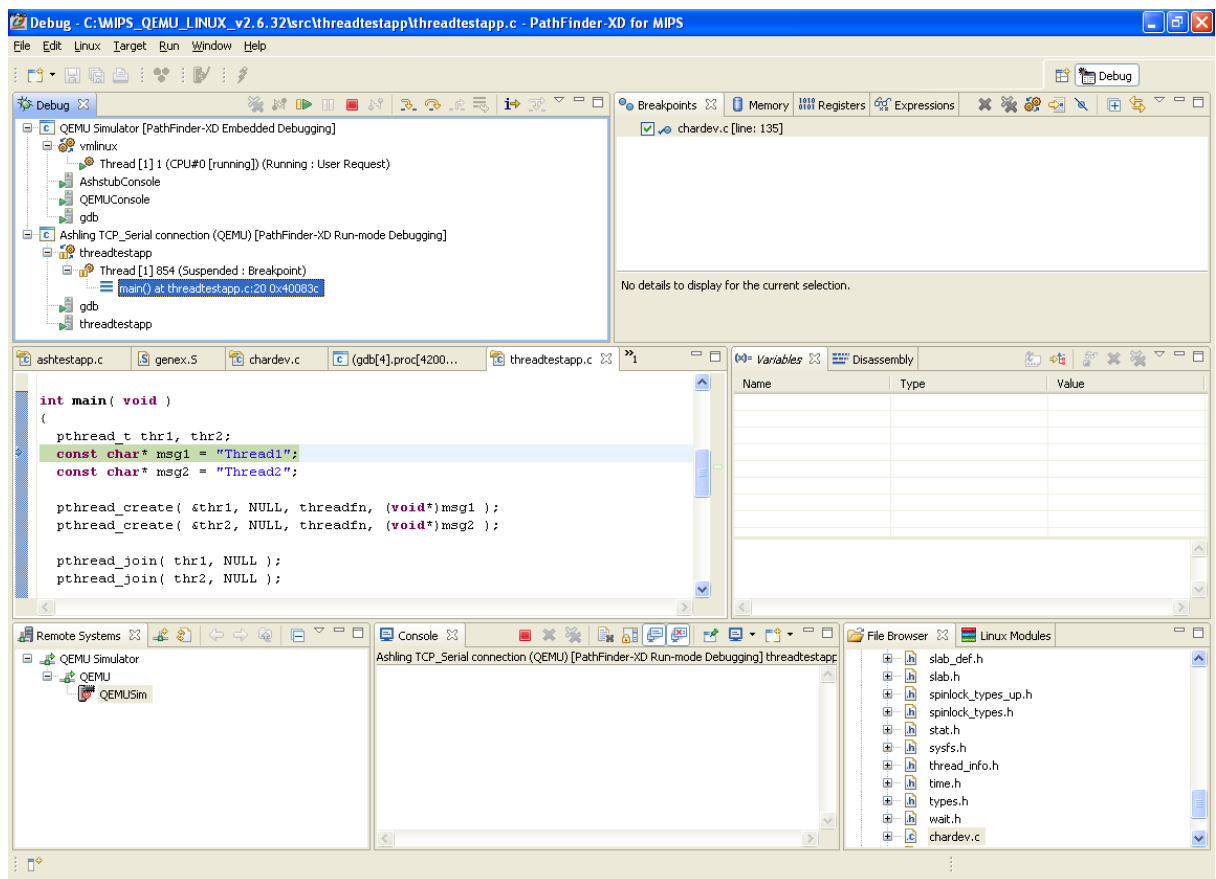 Debug - C:\MIPS_QEMU_LINUX_v2.6.32\src\threadtestapp\threadtestapp.c - PathFinder-XD for MIPS
File Edit Linux Target Run Window Help
Debug
Debug
QEMU Simulator [PathFinder-XD Embedded Debugging]
vmlinux
Thread [1] 1 (CPU#0 [running]) (Running : User Request)
AshstubConsole
QEMUConsole
gdb
Ashling TCP_Serial connection (QEMU) [PathFinder-XD Run-mode Debugging]
threadtestapp
Thread [1] 854 (Suspended : Breakpoint)
main() at threadtestapp.c:20 0x40083c
gdb
threadtestapp
Breakpoints Memory Registers Expressions
chardev.c [line: 135]
No details to display for the current selection.
ashtestapp.c genex.S chardev.c (gdb[4].proc[4200... threadtestapp.c »1
int main( void )
{
pthread_t thr1, thr2;
const char* msg1 = "Thread1";
const char* msg2 = "Thread2";
pthread_create( &thr1, NULL, threadfn, (void*)msg1 );
pthread_create( &thr2, NULL, threadfn, (void*)msg2 );
pthread_join( thr1, NULL );
pthread_join( thr2, NULL );
Variables Disassembly
Name Type Value
Remote Systems
QEMU Simulator
QEMU
QEMUSim
Console
Ashling TCP_Serial connection (QEMU) [PathFinder-XD Run-mode Debugging] threadtestapp
File Browser Linux Modules
slab_def.h
slab.h
spinlock_types_up.h
spinlock_types.h
stat.h
sysfs.h
thread_info.h
time.h
types.h
wait.h
chardev.c